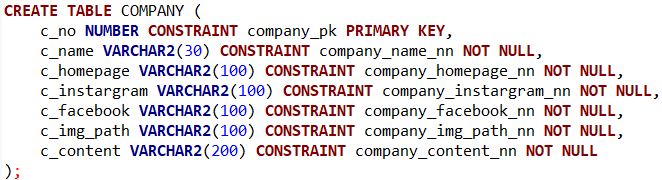 CREATE TABLE COMPANY (
    c_no NUMBER CONSTRAINT company_pk PRIMARY KEY,
    c_name VARCHAR2(30) CONSTRAINT company_name_nn NOT NULL,
    c_homepage VARCHAR2(100) CONSTRAINT company_homepage_nn NOT NULL,
    c_instargram VARCHAR2(100) CONSTRAINT company_instargram_nn NOT NULL,
    c_facebook VARCHAR2(100) CONSTRAINT company_facebook_nn NOT NULL,
    c_img_path VARCHAR2(100) CONSTRAINT company_img_path_nn NOT NULL,
    c_content VARCHAR2(200) CONSTRAINT company_content_nn NOT NULL
);